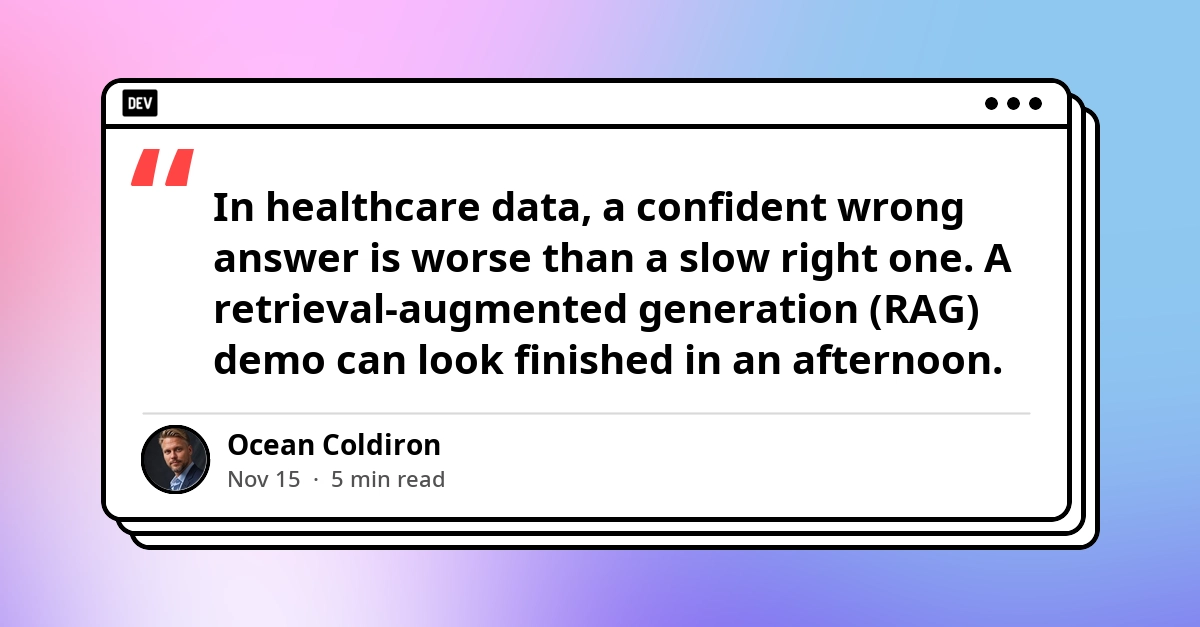 DEV
In healthcare data, a confident wrong
answer is worse than a slow right one. A
retrieval-augmented generation (RAG)
demo can look finished in an afternoon.
Ocean Coldiron
Nov 15 · 5 min read